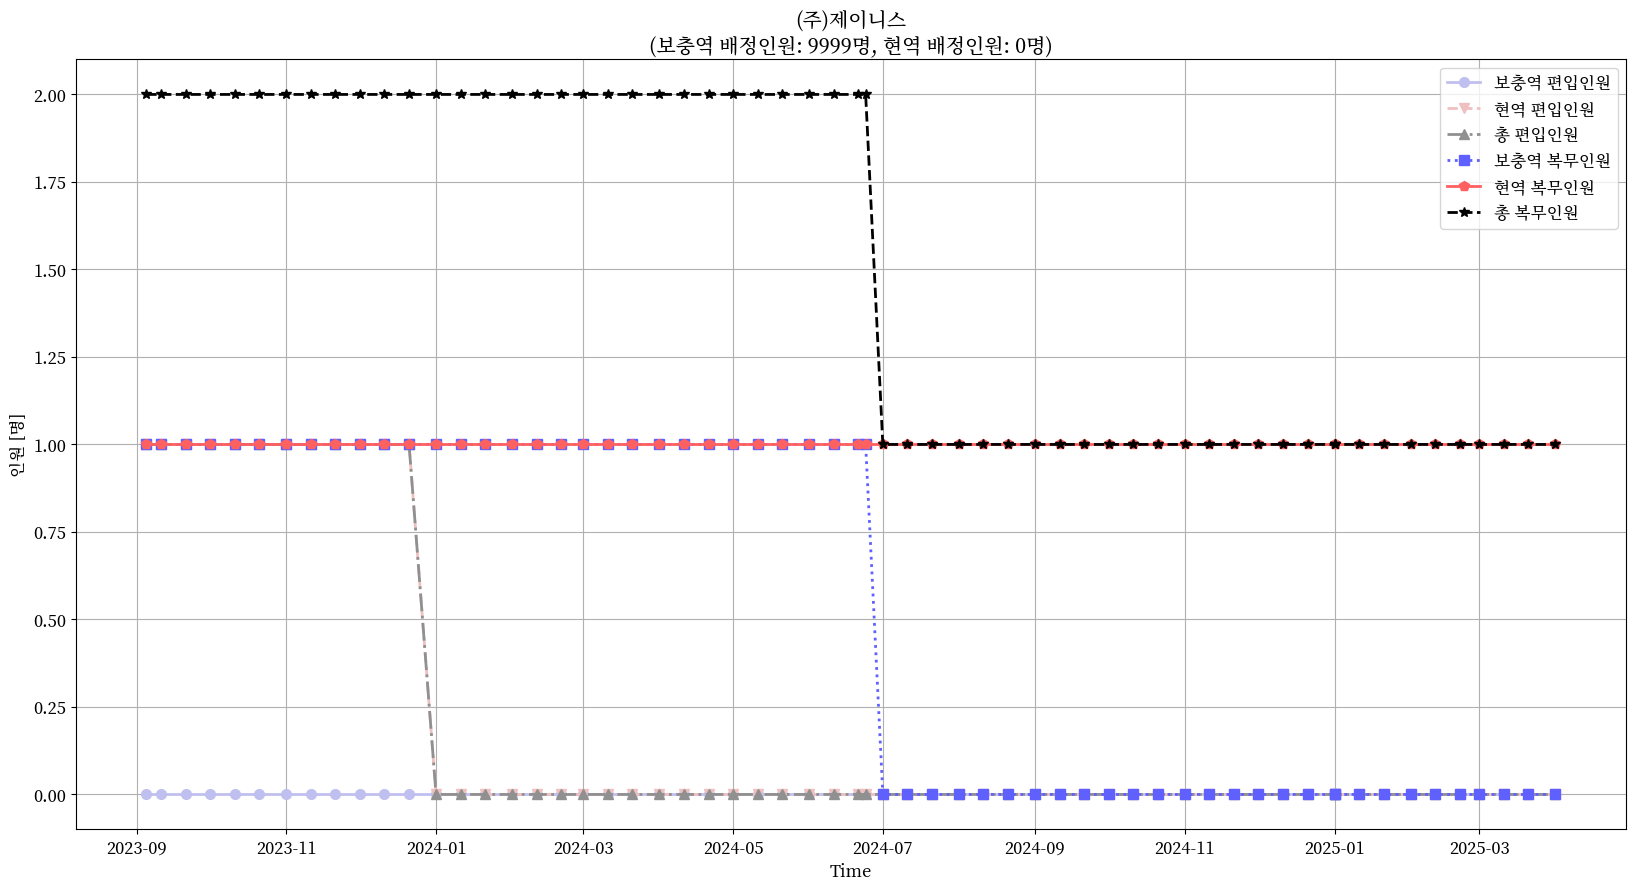 (주)제이니스
(보충역 배정인원: 9999명, 현역 배정인원: 0명)
보충역 편입인원
현역 편입인원
총 편입인원
보충역 복무인원
현역 복무인원
총 복무인원
인원 [명]
2.00
1.75
1.50
1.25
1.00
0.75
0.50
0.25
0.00
2023-09 2023-11 2024-01 2024-03 2024-05 2024-07 2024-09 2024-11 2025-01 2025-03
Time